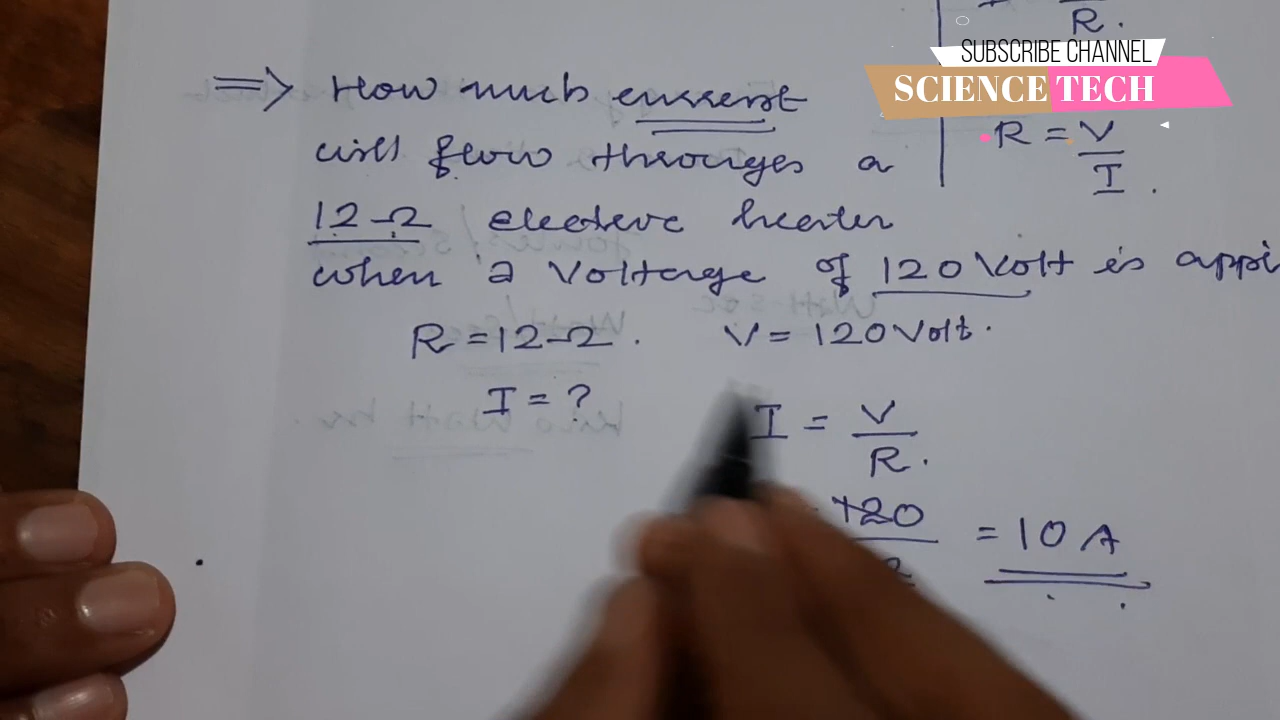 R.
SUBSCRIBE CHANNEL
SCIENCE TECH
R = V
I .
=> How much current
will flow through a
12-Ω electric heater
when a Voltage of 120 Volt is appl
R = 12-Ω . V = 120 Volt.
I = ?
I = V
R.
= 120
2
= 10 A